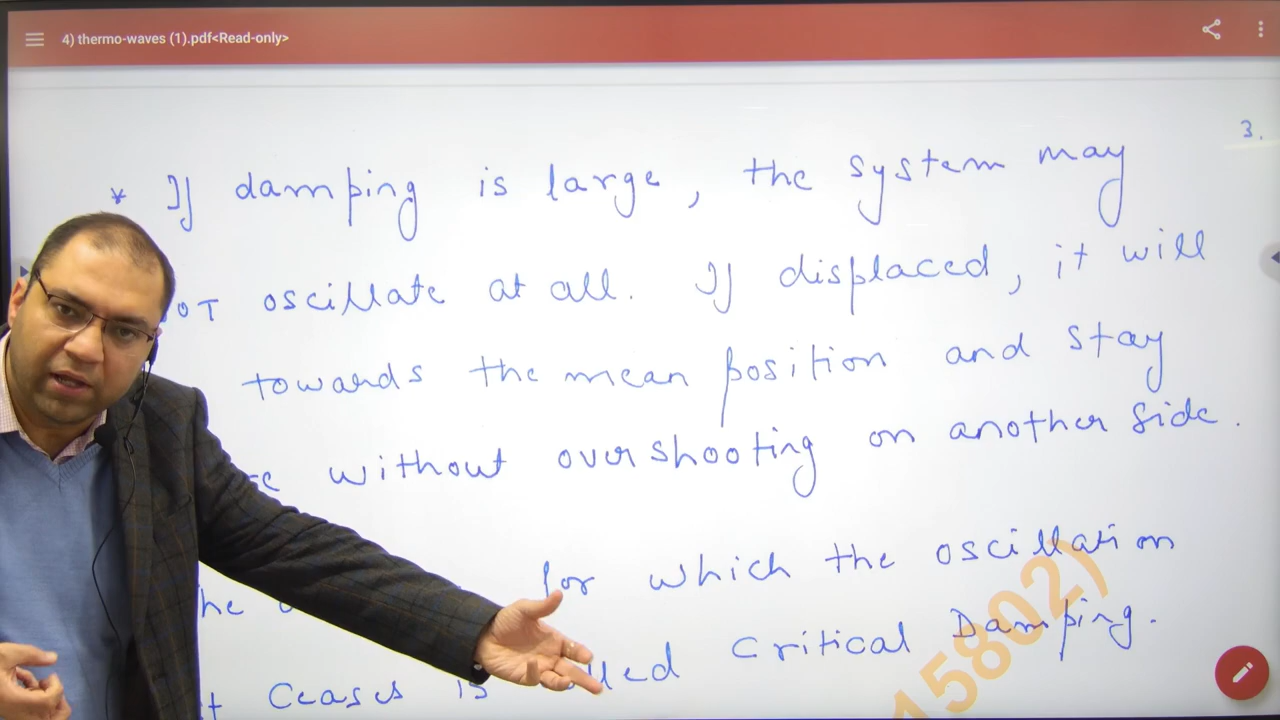 4) thermo-waves (1).pdf<Read-only>
3.
* If damping is large, the system may
oscillate at all. If displaced, it will
towards the mean position and stay
without overshooting on another side.
for which the oscillation
ceases is critical Damping.
15802)